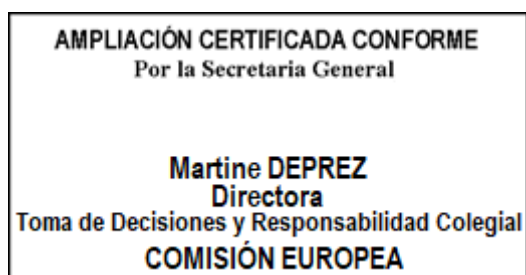 AMPLIACIÓN CERTIFICADA CONFORME
Por la Secretaria General
Martine DEPREZ
Directora
Toma de Decisiones y Responsabilidad Colegial
COMISIÓN EUROPEA